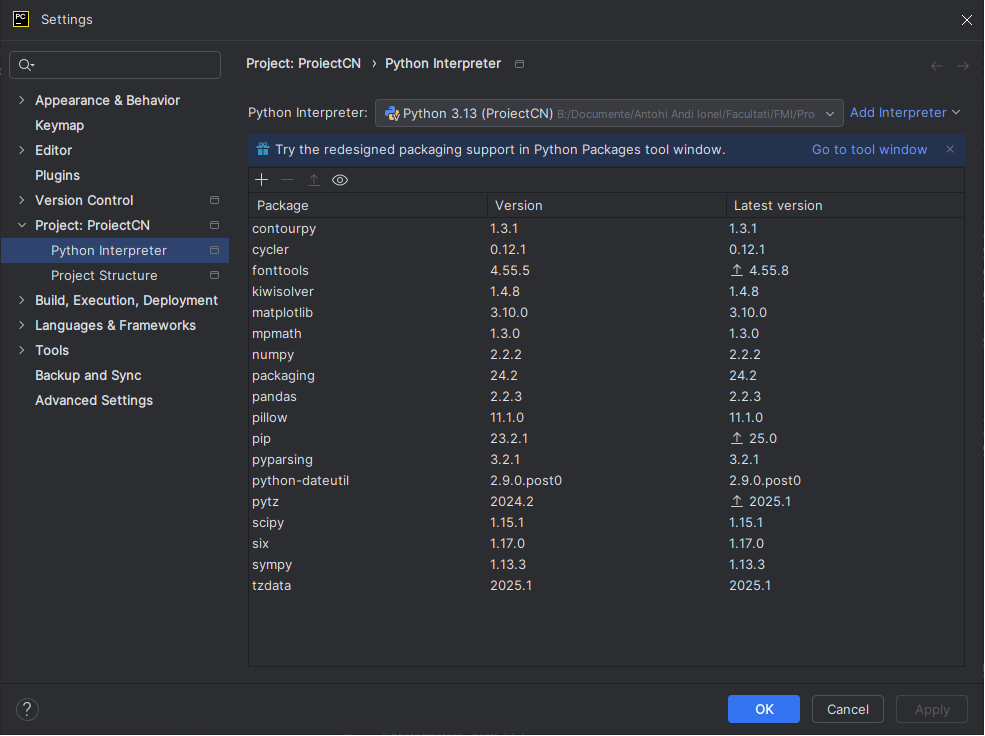 PC Settings
Project: ProiectCN › Python Interpreter
Appearance & Behavior
Keymap
Editor
Plugins
Version Control
Project: ProiectCN
Python Interpreter
Project Structure
Build, Execution, Deployment
Languages & Frameworks
Tools
Backup and Sync
Advanced Settings
Python Interpreter: Python 3.13 (ProiectCN) B:/Documente/Antohi Andi Ionel/Facultati/FMI/Pro Add Interpreter
Try the redesigned packaging support in Python Packages tool window. Go to tool window
Package Version Latest version
contourpy 1.3.1 1.3.1
cycler 0.12.1 0.12.1
fonttools 4.55.5 4.55.8
kiwisolver 1.4.8 1.4.8
matplotlib 3.10.0 3.10.0
mpmath 1.3.0 1.3.0
numpy 2.2.2 2.2.2
packaging 24.2 24.2
pandas 2.2.3 2.2.3
pillow 11.1.0 11.1.0
pip 23.2.1 25.0
pyparsing 3.2.1 3.2.1
python-dateutil 2.9.0.post0 2.9.0.post0
pytz 2024.2 2025.1
scipy 1.15.1 1.15.1
six 1.17.0 1.17.0
sympy 1.13.3 1.13.3
tzdata 2025.1 2025.1
? OK Cancel Apply